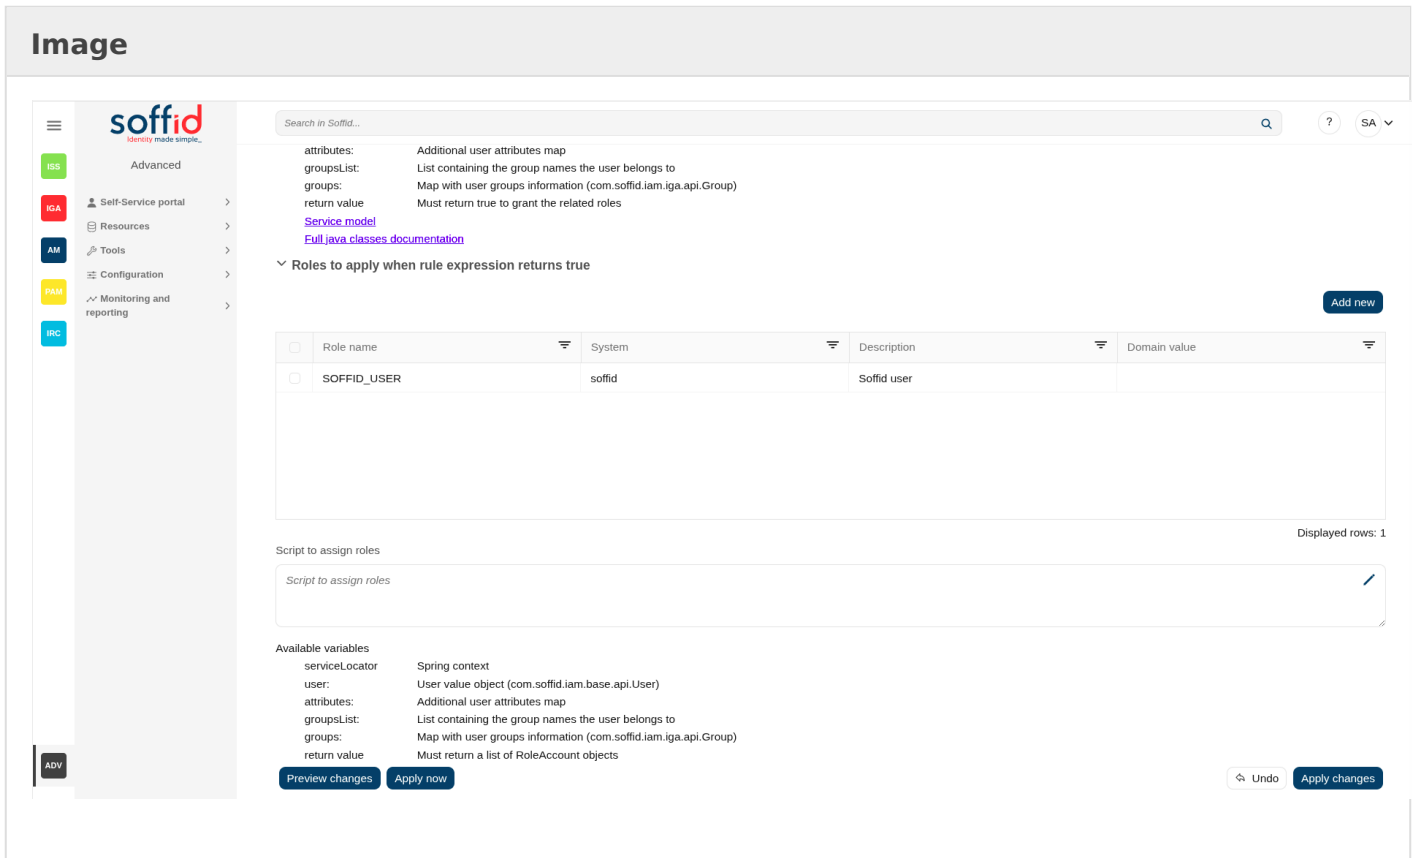 Image
soffid
Identity made simple_
Advanced
ISS
IGA
AM
PAM
IRC
ADV
Self-Service portal
Resources
Tools
Configuration
Monitoring and
reporting
Search in Soffid...
?
SA
attributes: Additional user attributes map
groupsList: List containing the group names the user belongs to
groups: Map with user groups information (com.soffid.iam.iga.api.Group)
return value Must return true to grant the related roles
Service model
Full java classes documentation
Roles to apply when rule expression returns true
Add new
Role name System Description Domain value
SOFFID_USER soffid Soffid user
Displayed rows: 1
Script to assign roles
Script to assign roles
Available variables
serviceLocator Spring context
user: User value object (com.soffid.iam.base.api.User)
attributes: Additional user attributes map
groupsList: List containing the group names the user belongs to
groups: Map with user groups information (com.soffid.iam.iga.api.Group)
return value Must return a list of RoleAccount objects
Preview changes Apply now Undo Apply changes